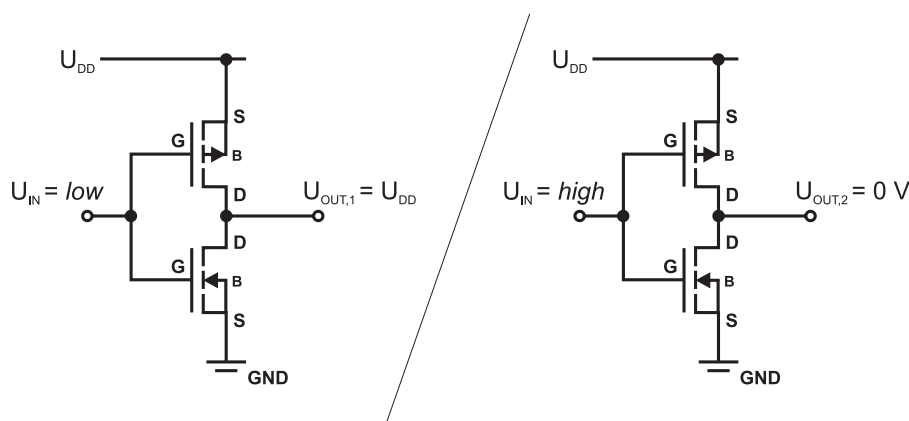 U_DD
S
G
B
D
U_IN = low
U_OUT,1 = U_DD
D
G
B
S
GND
U_DD
S
G
B
D
U_IN = high
U_OUT,2 = 0 V
D
G
B
S
GND